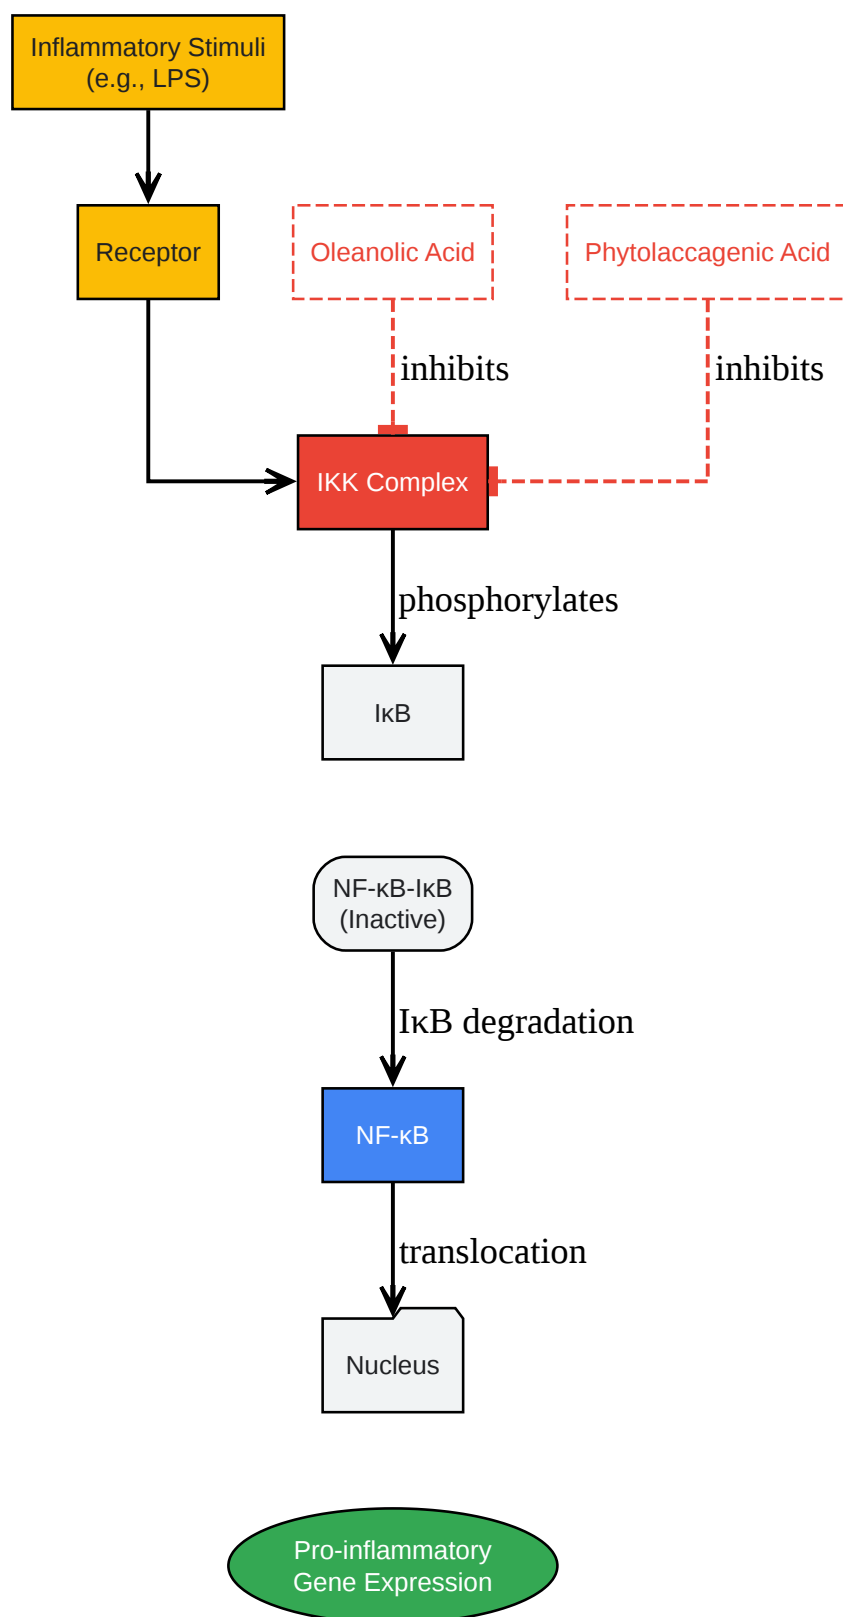 Inflammatory Stimuli
(e.g., LPS)
Receptor
Oleanolic Acid
Phytolaccagenic Acid
inhibits
inhibits
IKK Complex
phosphorylates
IκB
NF-κB-IκB
(Inactive)
IκB degradation
NF-κB
translocation
Nucleus
Pro-inflammatory
Gene Expression